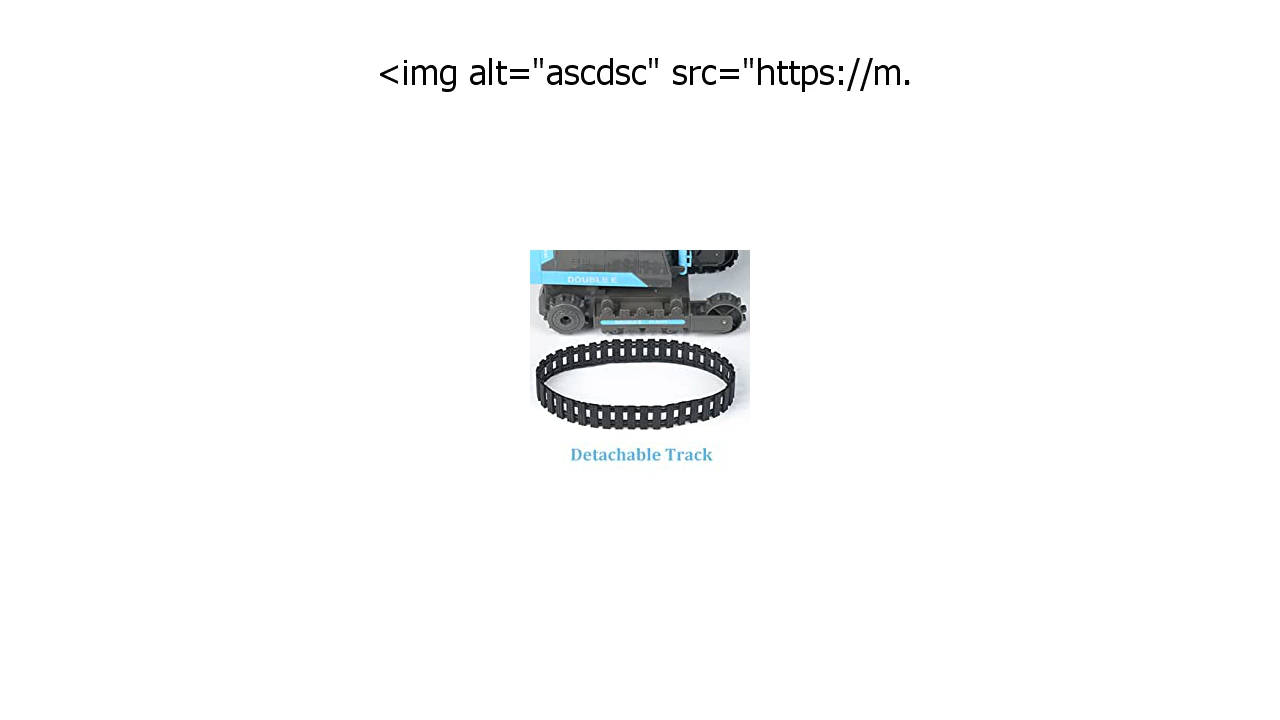 <img alt="ascdsc" src="https://m.
DOUBLE E
Detachable Track